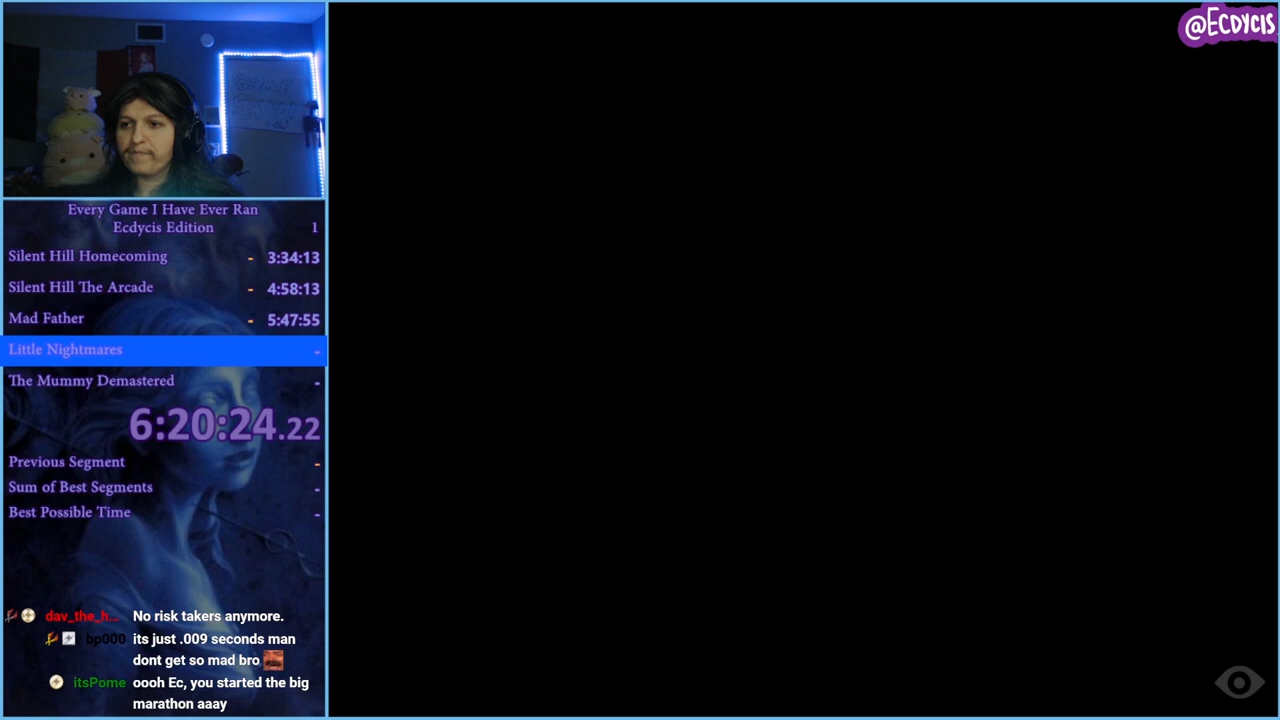 @ECDYCIS
Every Game I Have Ever Ran
Ecdycis Edition 1
Silent Hill Homecoming - 3:34:13
Silent Hill The Arcade - 4:58:13
Mad Father - 5:47:55
Little Nightmares -
The Mummy Demastered -
6:20:24.22
Previous Segment -
Sum of Best Segments -
Best Possible Time -
dav_the_h... No risk takers anymore.
bp000 its just .009 seconds man
dont get so mad bro
itsPome oooh Ec, you started the big
marathon aaay